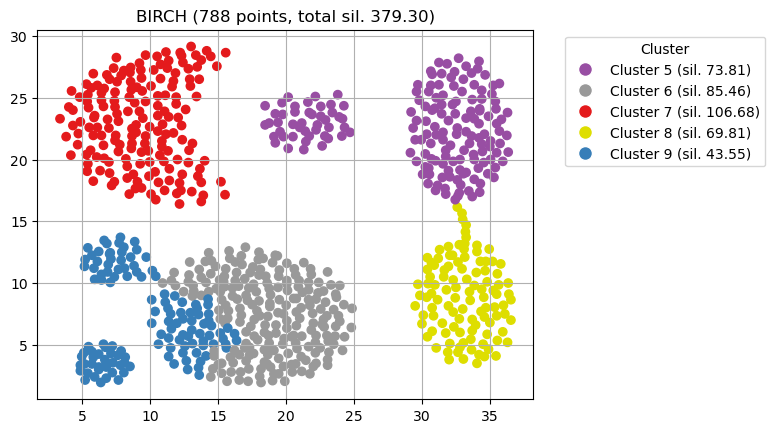 BIRCH (788 points, total sil. 379.30)
30
25
20
15
10
5
5 10 15 20 25 30 35
Cluster
Cluster 5 (sil. 73.81)
Cluster 6 (sil. 85.46)
Cluster 7 (sil. 106.68)
Cluster 8 (sil. 69.81)
Cluster 9 (sil. 43.55)